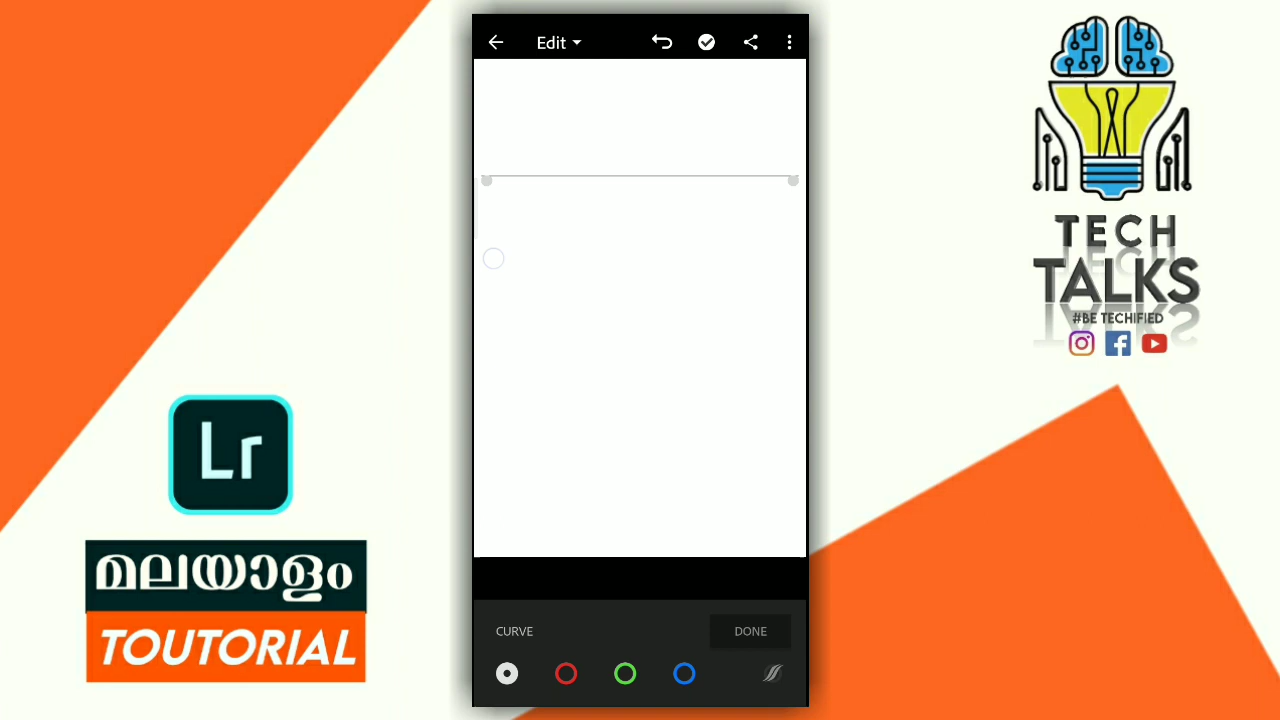 Edit
TECH
TALKS
#BE TECHIFIED
Lr
മലയാളം
TOUTORIAL
CURVE
DONE